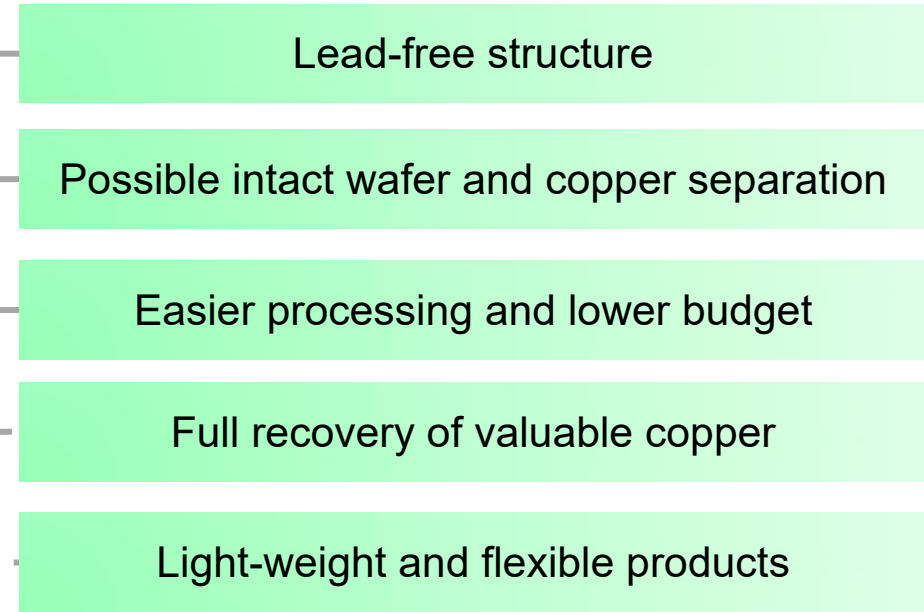 Lead-free structure
Possible intact wafer and copper separation
Easier processing and lower budget
Full recovery of valuable copper
Light-weight and flexible products